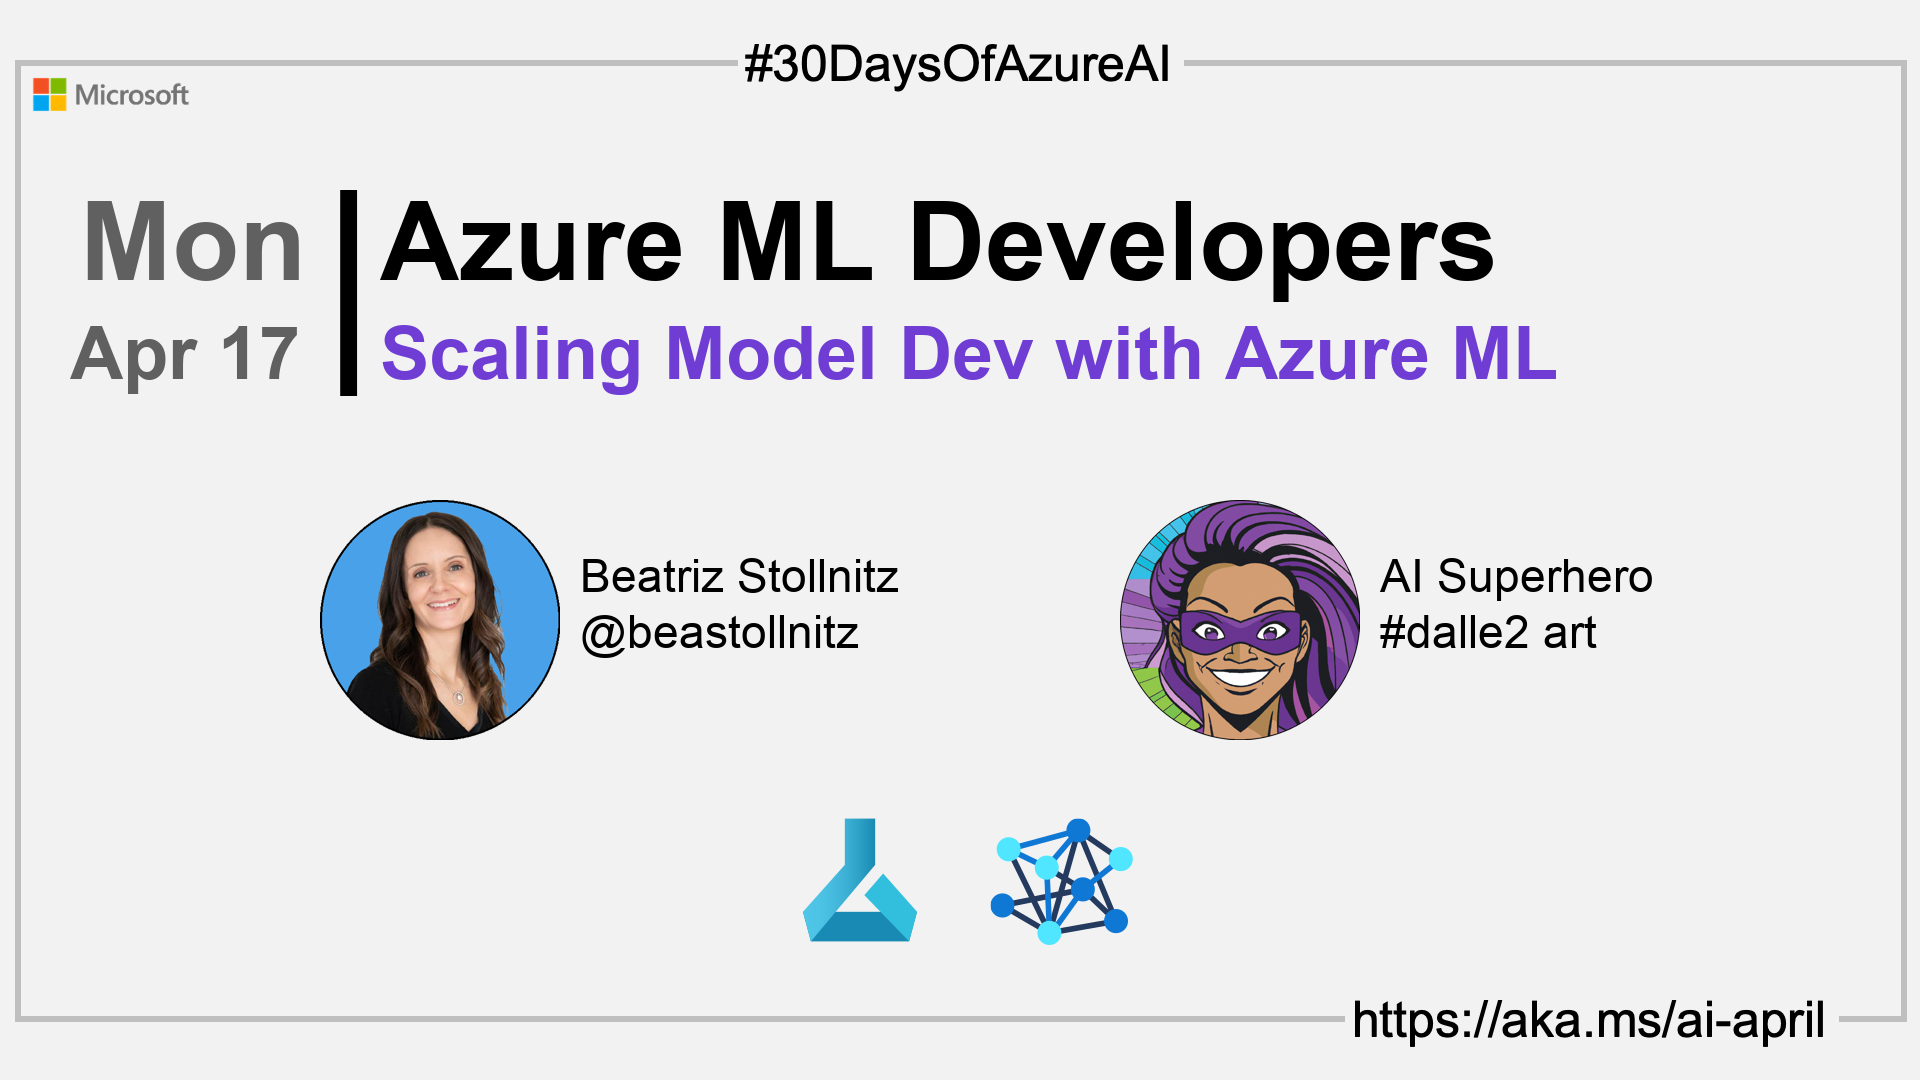 #30DaysOfAzureAI
Microsoft
Mon
Apr 17
Azure ML Developers
Scaling Model Dev with Azure ML
Beatriz Stollnitz
@beastollnitz
AI Superhero
#dalle2 art
https://aka.ms/ai-april